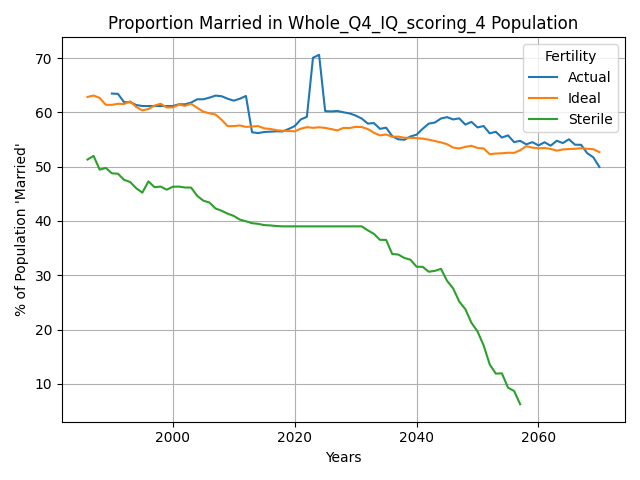 Proportion Married in Whole_Q4_IQ_scoring_4 Population
% of Population 'Married'
70
60
50
40
30
20
10
Fertility
Actual
Ideal
Sterile
2000
2020
2040
2060
Years